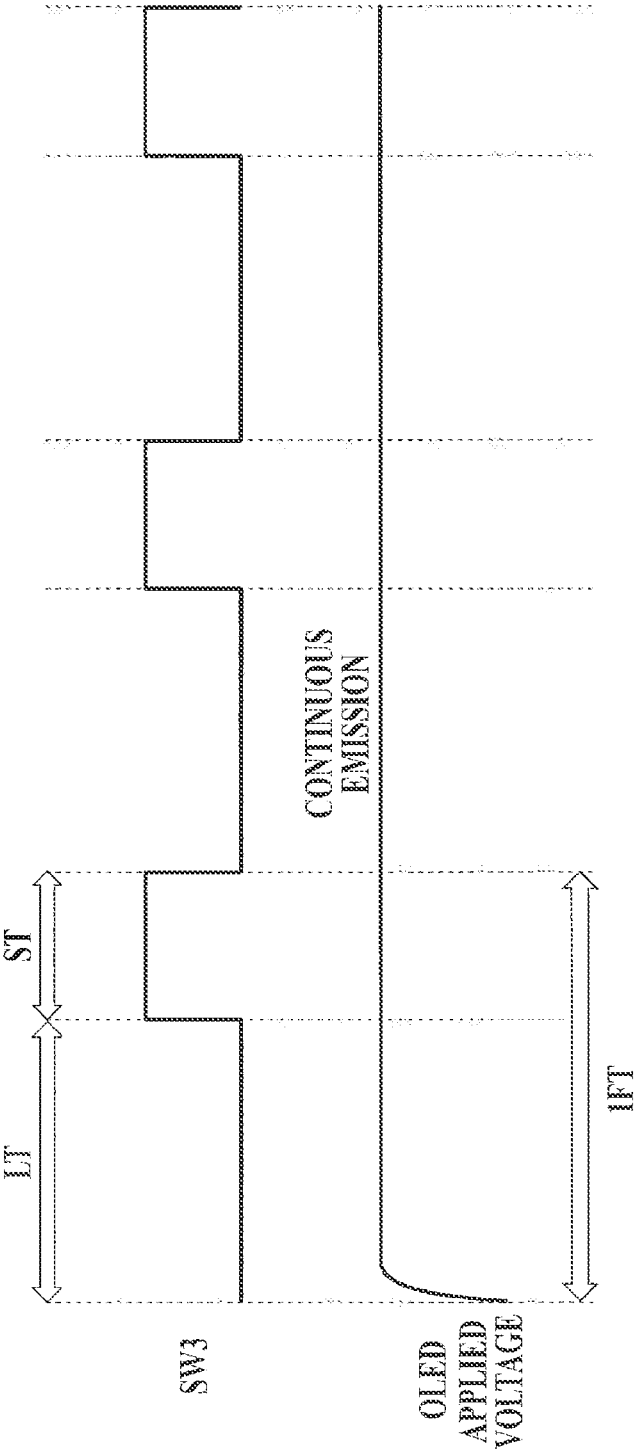 LT
ST
SW3
CONTINUOUS
EMISSION
OLED
APPLIED
VOLTAGE
1FT